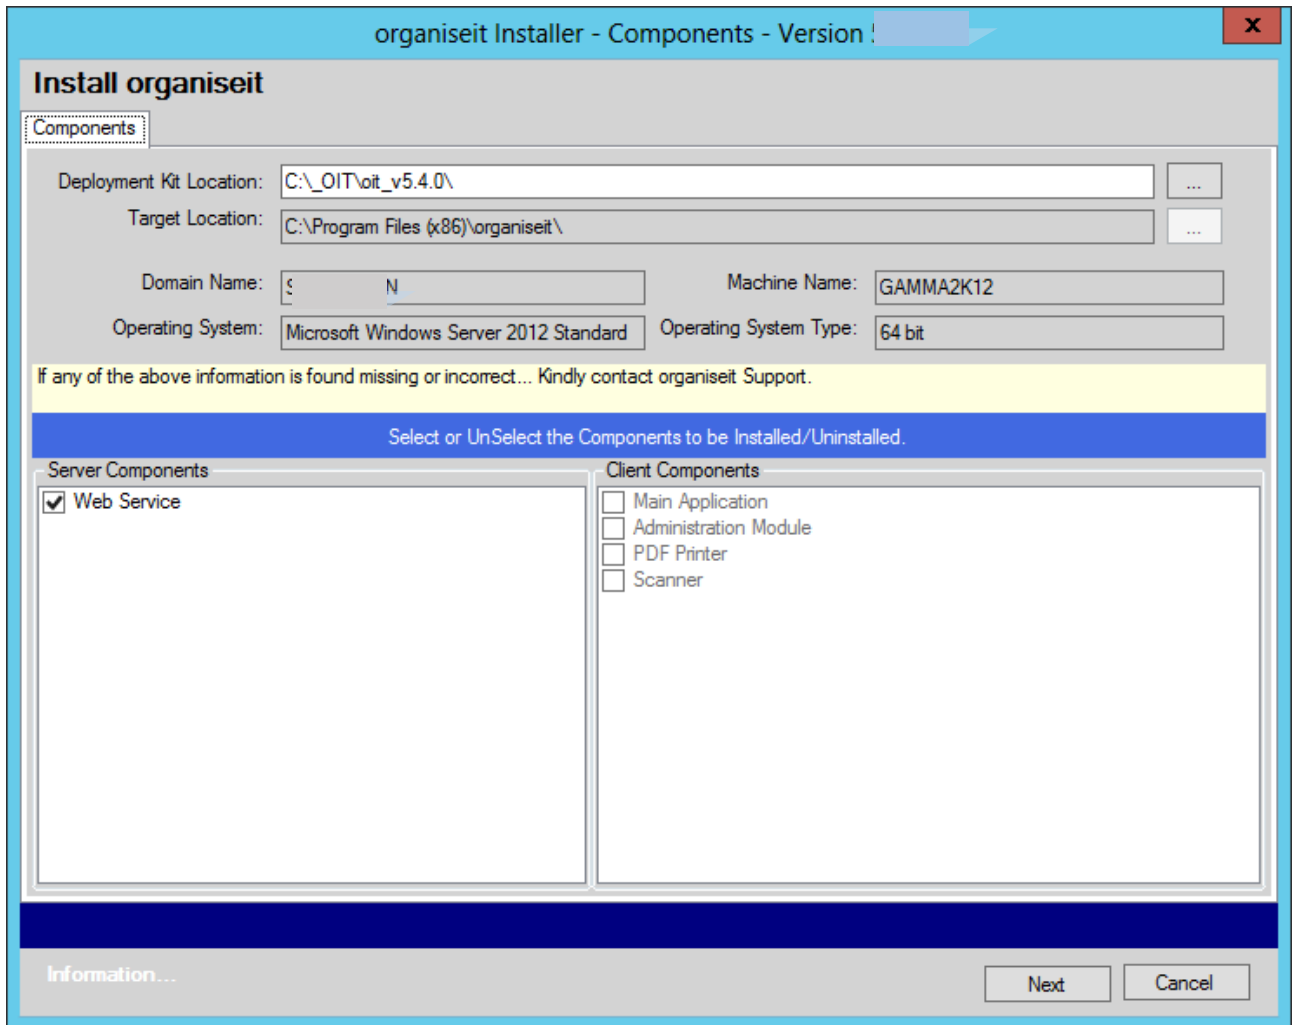 organiseit Installer - Components - Version
x
Install organiseit
Components
Deployment Kit Location: C:\_OIT\oit_v5.4.0\ ...
Target Location: C:\Program Files (x86)\organiseit\ ...
Domain Name: Machine Name: GAMMA2K12
Operating System: Microsoft Windows Server 2012 Standard Operating System Type: 64 bit
If any of the above information is found missing or incorrect... Kindly contact organiseit Support.
Select or UnSelect the Components to be Installed/Uninstalled.
Server Components
Web Service
Client Components
Main Application
Administration Module
PDF Printer
Scanner
Information...
Next Cancel